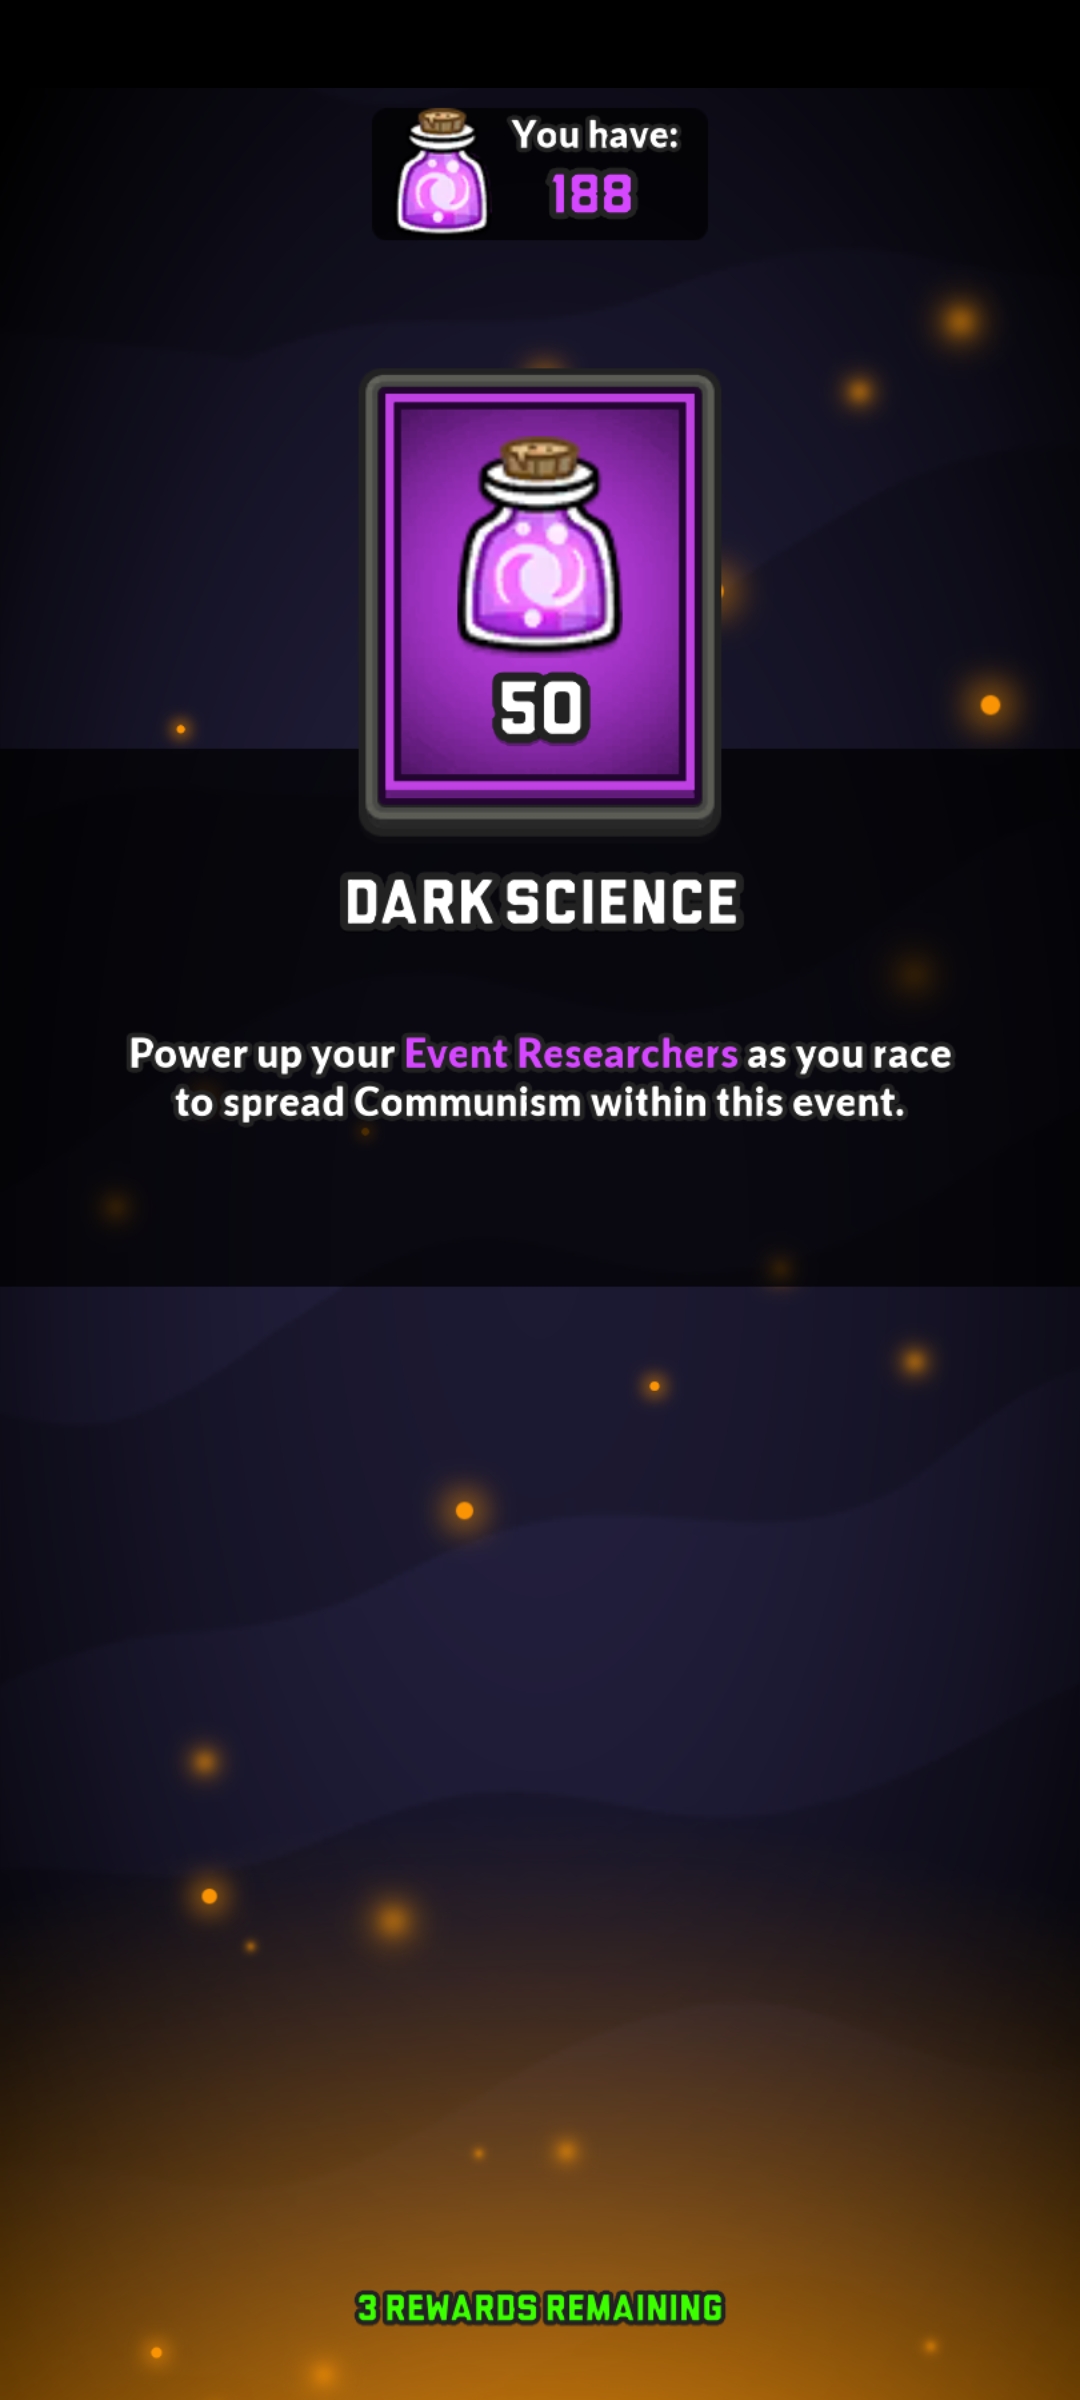 You have:
188
50
DARK SCIENCE
Power up your Event Researchers as you race
to spread Communism within this event.
3 REWARDS REMAINING